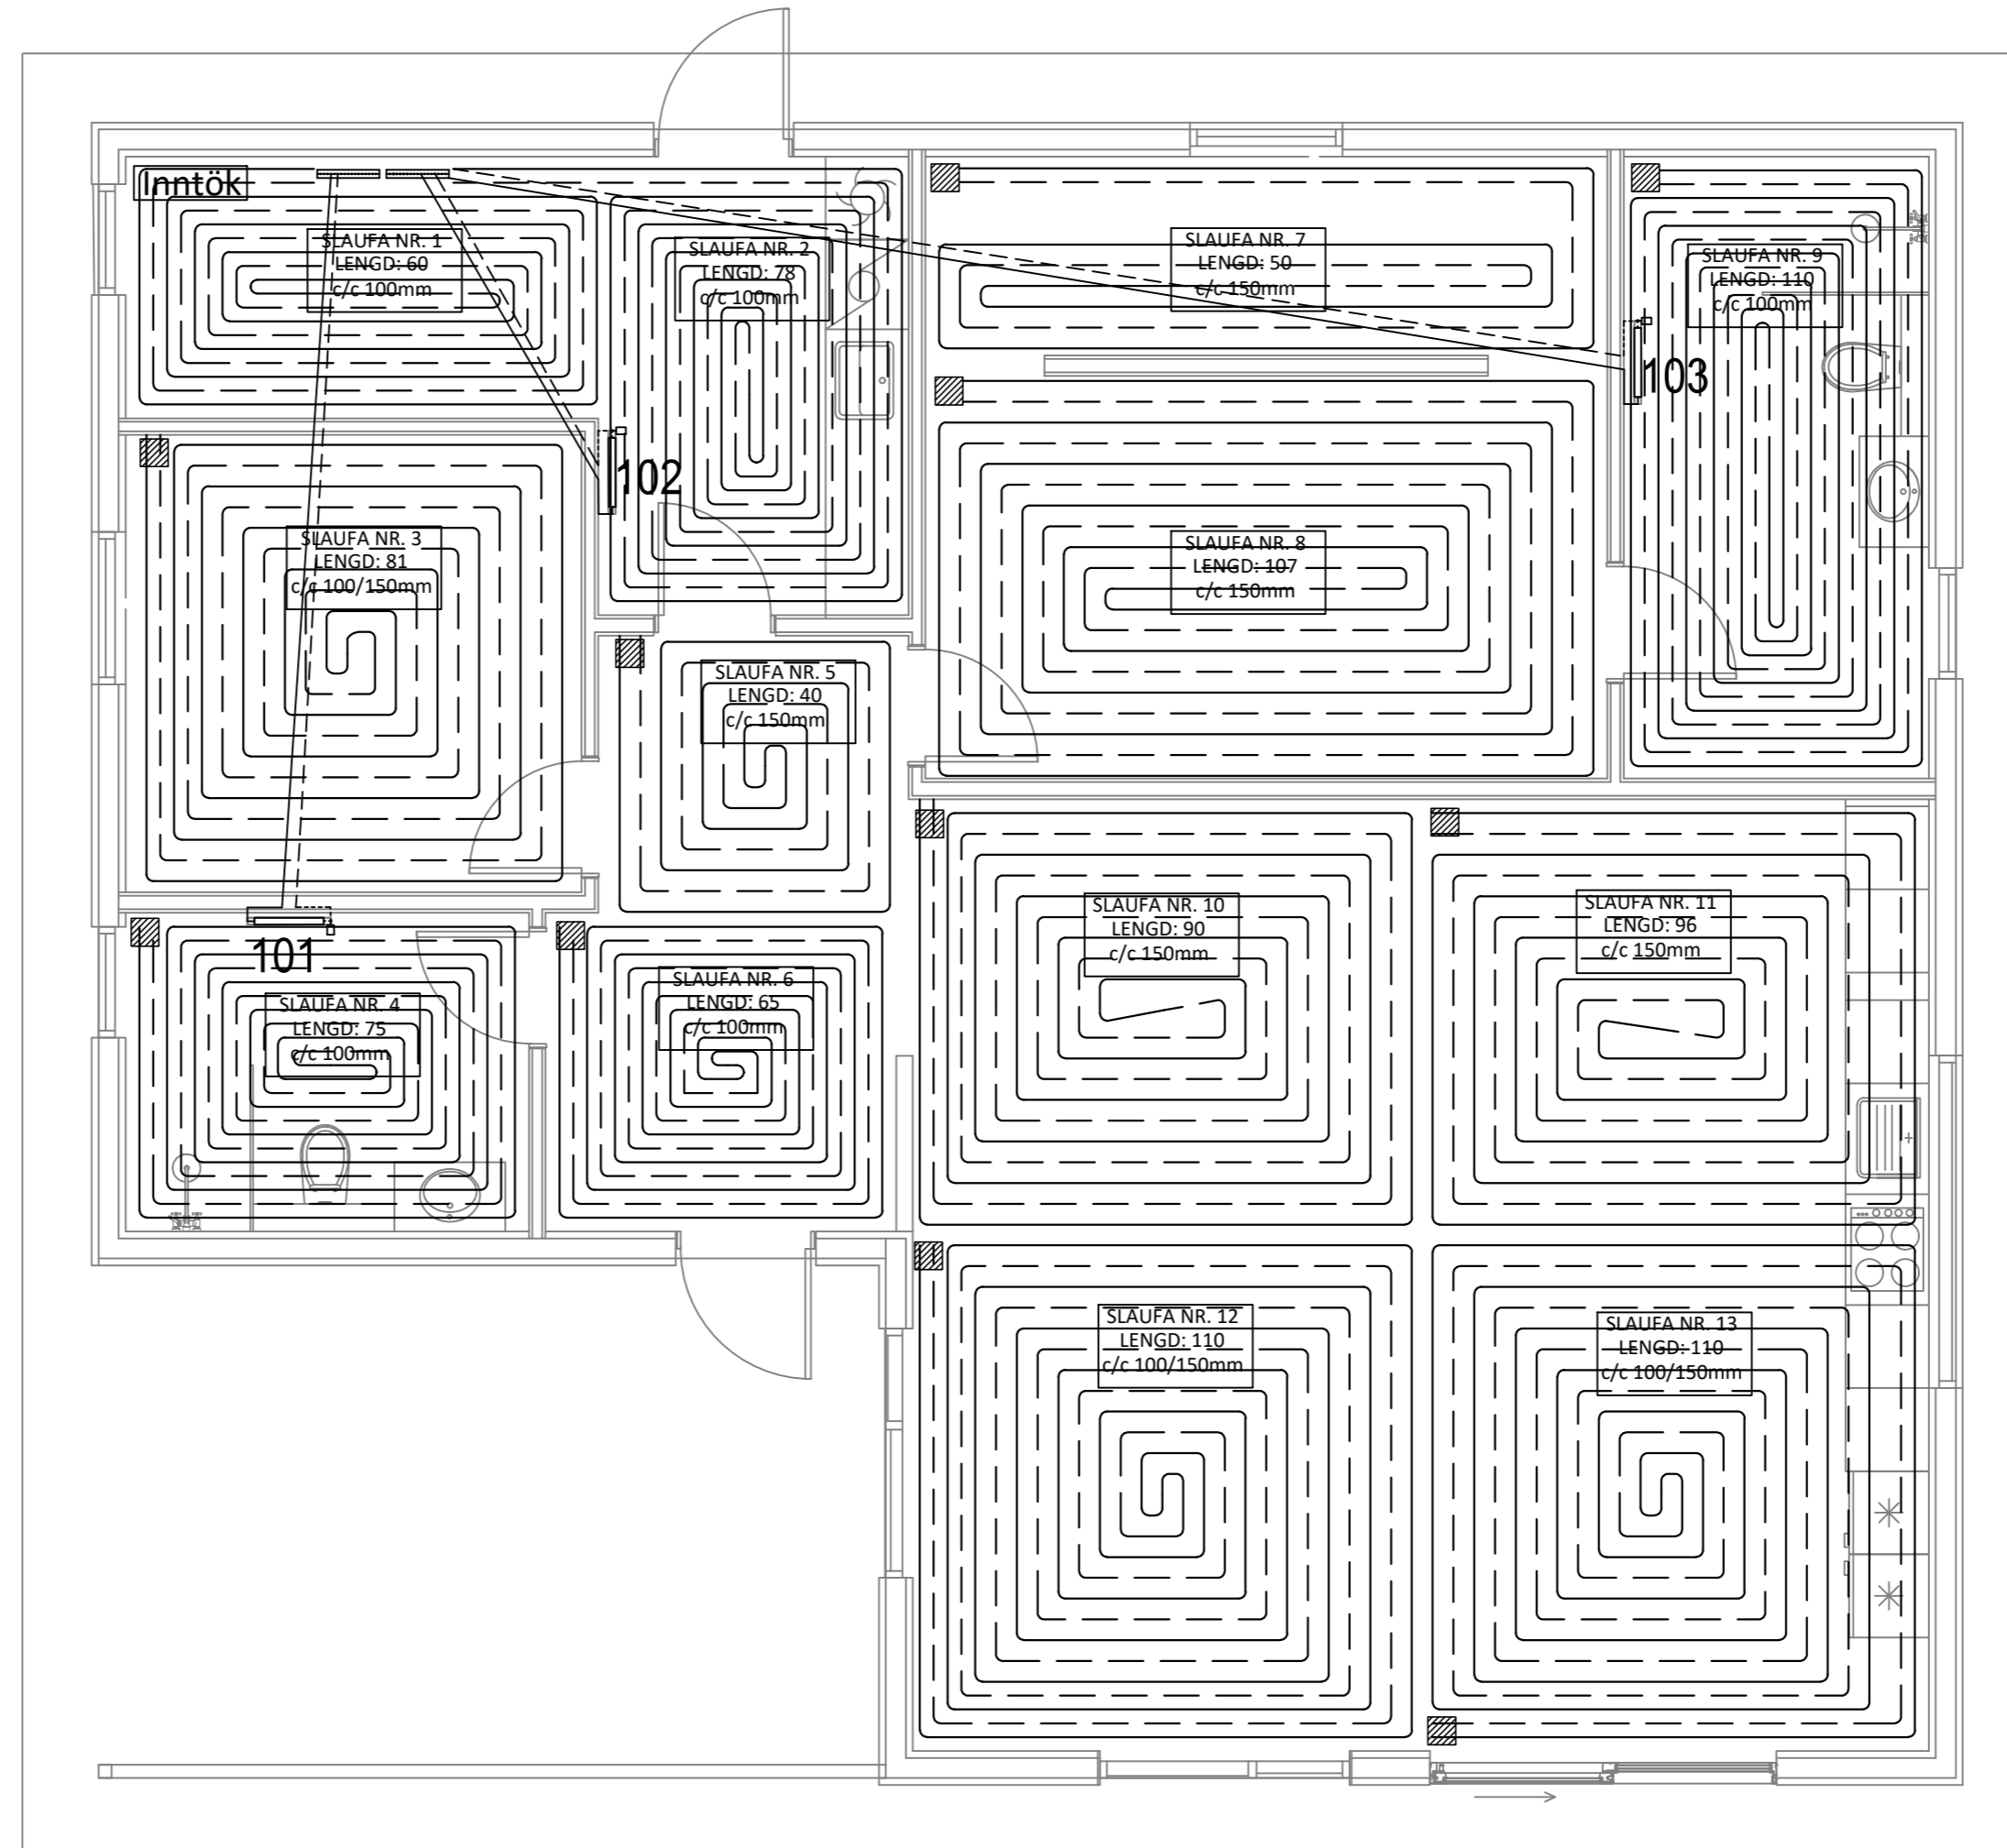 Inntök
SLAUFA NR. 1
LENGD: 60
c/c 100mm
SLAUFA NR. 2
LENGD: 78
c/c 100mm
SLAUFA NR. 7
LENGD: 50
c/c 150mm
SLAUFA NR. 9
LENGD: 110
c/c 100mm
103
102
SLAUFA NR. 3
LENGD: 81
c/c 100/150mm
SLAUFA NR. 8
LENGD: 107
c/c 150mm
SLAUFA NR. 5
LENGD: 40
c/c 150mm
101
SLAUFA NR. 10
LENGD: 90
c/c 150mm
SLAUFA NR. 11
LENGD: 96
c/c 150mm
SLAUFA NR. 4
LENGD: 75
c/c 100mm
SLAUFA NR. 6
LENGD: 65
c/c 100mm
SLAUFA NR. 12
LENGD: 110
c/c 100/150mm
SLAUFA NR. 13
LENGD: 110
c/c 100/150mm